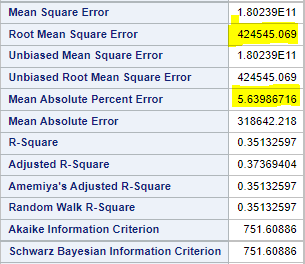 Mean Square Error 1.80239E11
Root Mean Square Error 424545.069
Unbiased Mean Square Error 1.80239E11
Unbiased Root Mean Square Error 424545.069
Mean Absolute Percent Error 5.63986716
Mean Absolute Error 318642.218
R-Square 0.35132597
Adjusted R-Square 0.37369404
Amemiya's Adjusted R-Square 0.35132597
Random Walk R-Square 0.35132597
Akaike Information Criterion 751.60886
Schwarz Bayesian Information Criterion 751.60886